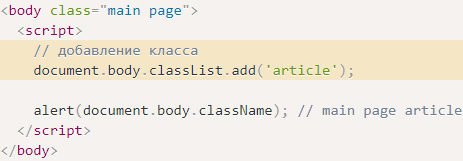 <body class="main page">
<script>
// добавление класса
document.body.classList.add('article');
alert(document.body.className); // main page article
</script>
</body>